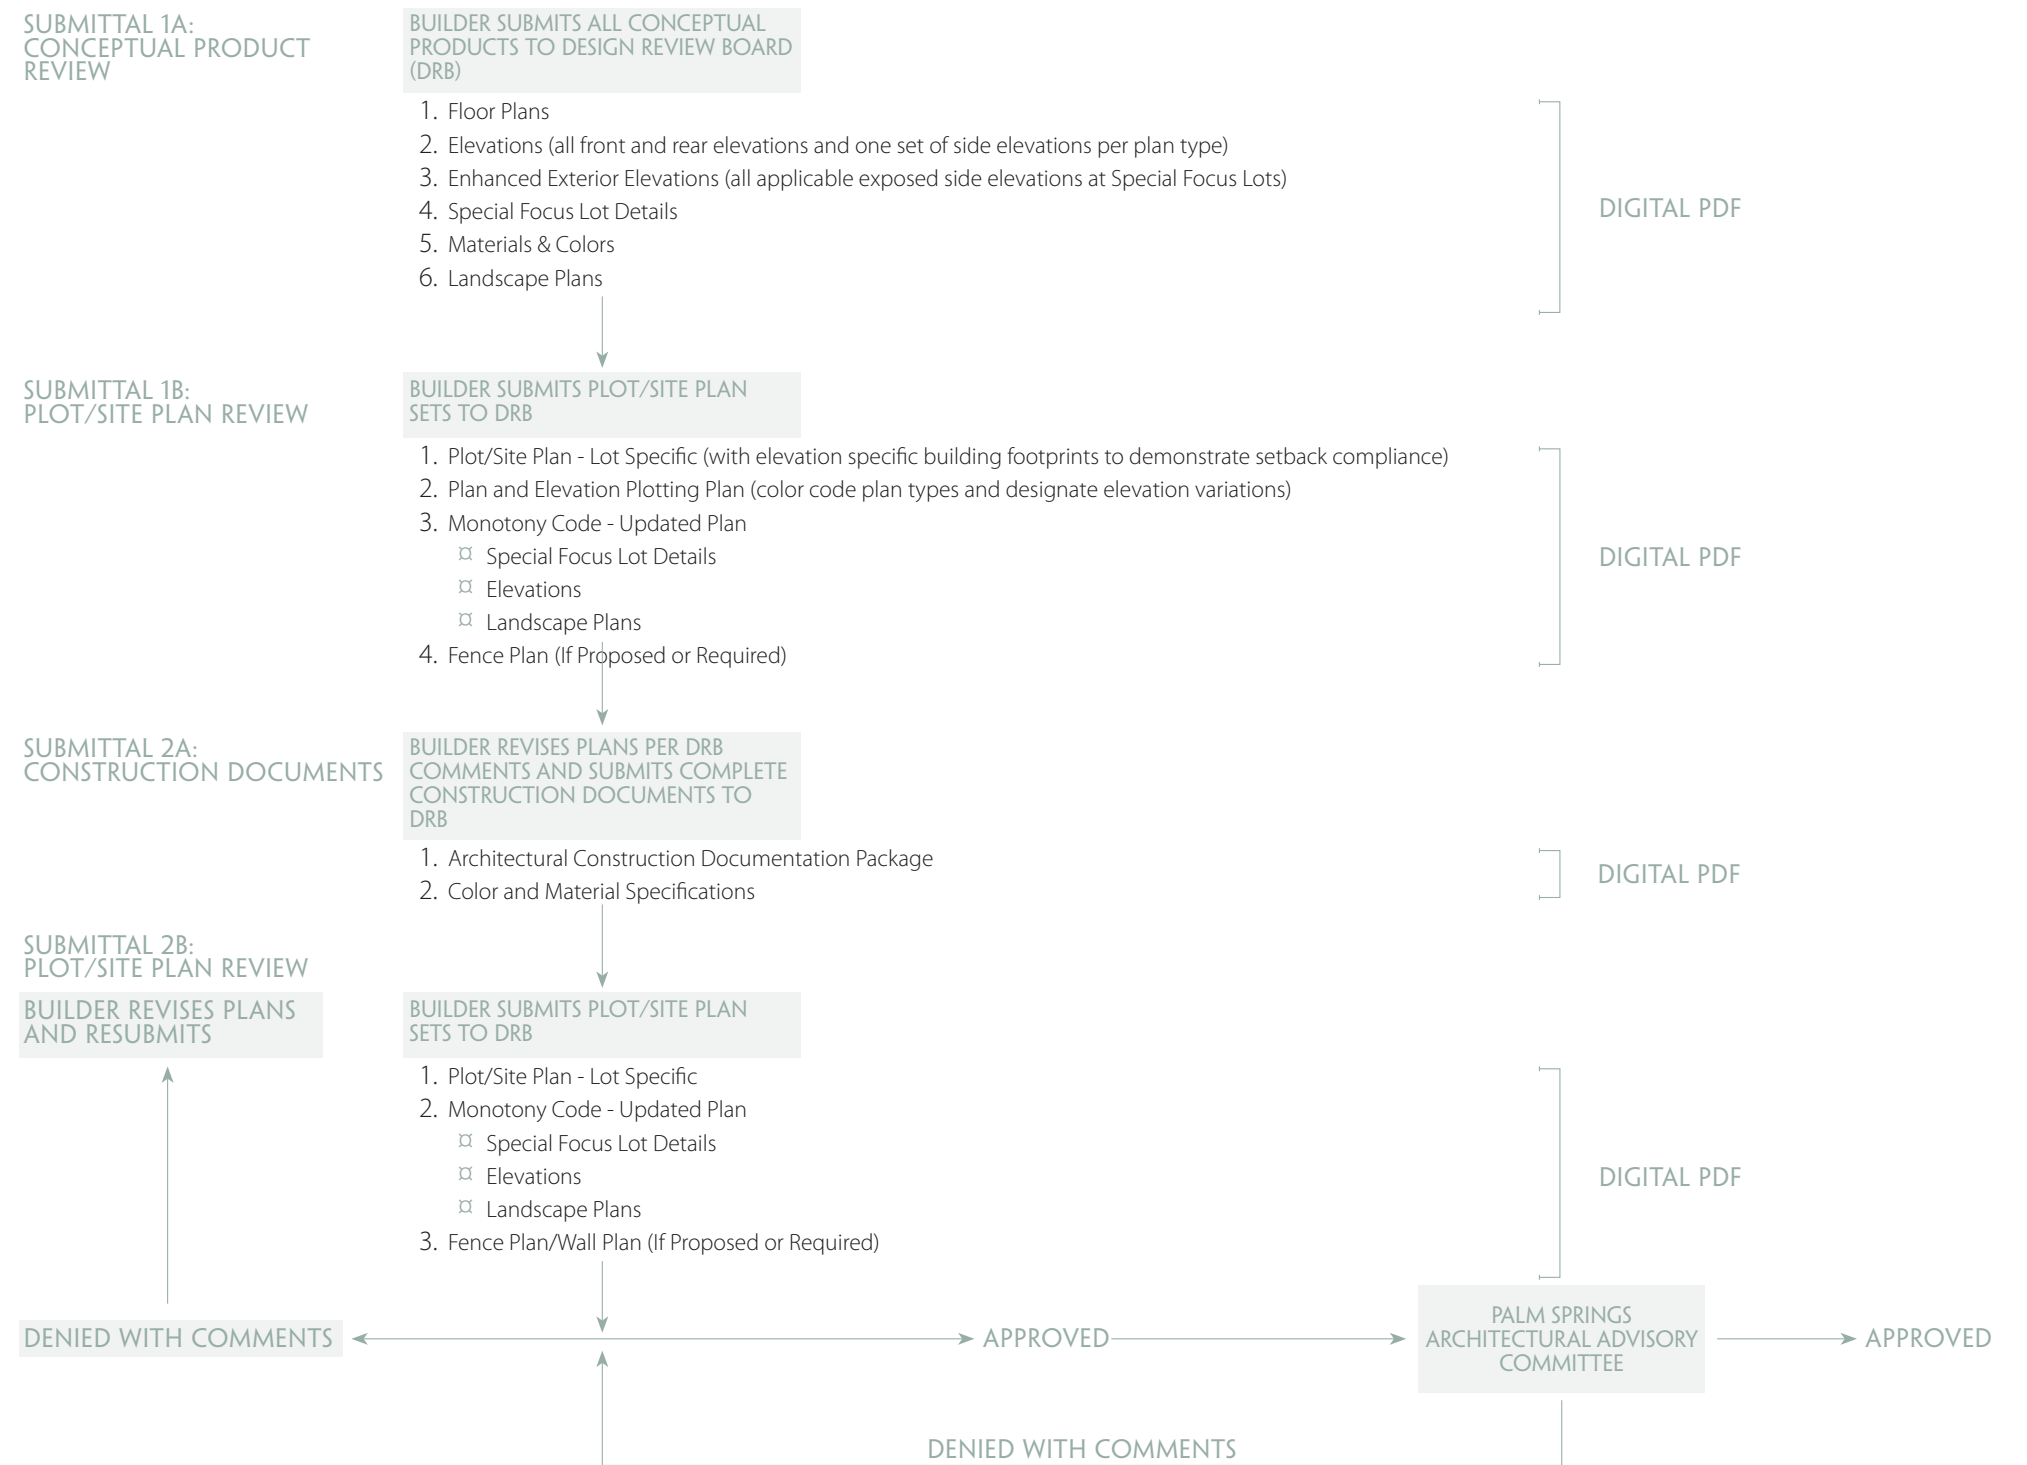 SUBMITTAL 1A:
CONCEPTUAL PRODUCT
REVIEW
BUILDER SUBMITS ALL CONCEPTUAL
PRODUCTS TO DESIGN REVIEW BOARD
(DRB)
1. Floor Plans
2. Elevations (all front and rear elevations and one set of side elevations per plan type)
3. Enhanced Exterior Elevations (all applicable exposed side elevations at Special Focus Lots)
4. Special Focus Lot Details
5. Materials & Colors
6. Landscape Plans
DIGITAL PDF
SUBMITTAL 1B:
PLOT/SITE PLAN REVIEW
BUILDER SUBMITS PLOT/SITE PLAN
SETS TO DRB
1. Plot/Site Plan - Lot Specific (with elevation specific building footprints to demonstrate setback compliance)
2. Plan and Elevation Plotting Plan (color code plan types and designate elevation variations)
3. Monotony Code - Updated Plan
¤ Special Focus Lot Details
¤ Elevations
¤ Landscape Plans
4. Fence Plan (If Proposed or Required)
DIGITAL PDF
SUBMITTAL 2A:
CONSTRUCTION DOCUMENTS
BUILDER REVISES PLANS PER DRB
COMMENTS AND SUBMITS COMPLETE
CONSTRUCTION DOCUMENTS TO
DRB
1. Architectural Construction Documentation Package
2. Color and Material Specifications
DIGITAL PDF
SUBMITTAL 2B:
PLOT/SITE PLAN REVIEW
BUILDER REVISES PLANS
AND RESUBMITS
BUILDER SUBMITS PLOT/SITE PLAN
SETS TO DRB
1. Plot/Site Plan - Lot Specific
2. Monotony Code - Updated Plan
¤ Special Focus Lot Details
¤ Elevations
¤ Landscape Plans
3. Fence Plan/Wall Plan (If Proposed or Required)
DIGITAL PDF
DENIED WITH COMMENTS
APPROVED
PALM SPRINGS
ARCHITECTURAL ADVISORY
COMMITTEE
APPROVED
DENIED WITH COMMENTS